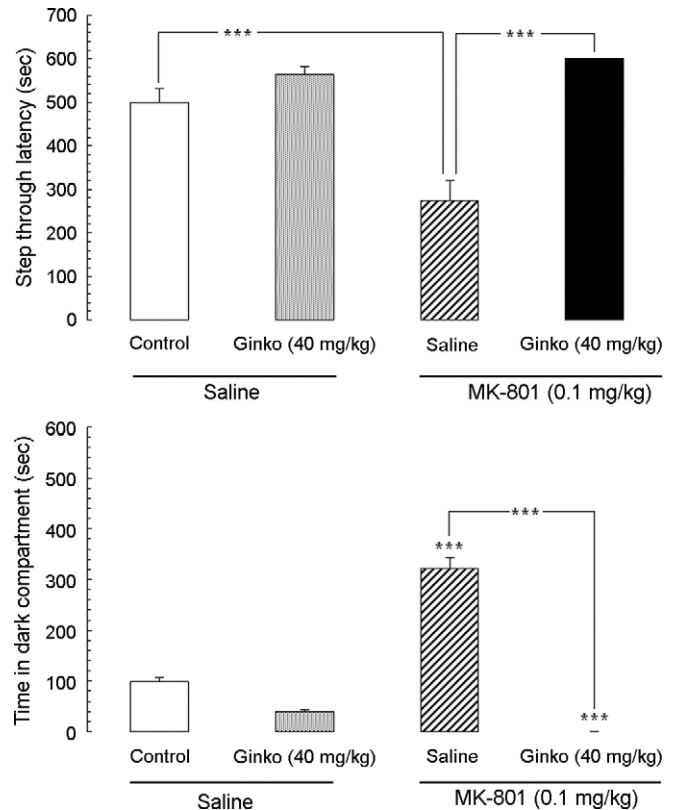 Step through latency (sec)
700
600
500
400
300
200
100
0
***
***
Control
Ginko (40 mg/kg)
Saline
Ginko (40 mg/kg)
Saline
MK-801 (0.1 mg/kg)
Time in dark compartment (sec)
600
500
400
300
200
100
0
***
***
***
Control
Ginko (40 mg/kg)
Saline
Ginko (40 mg/kg)
Saline
MK-801 (0.1 mg/kg)